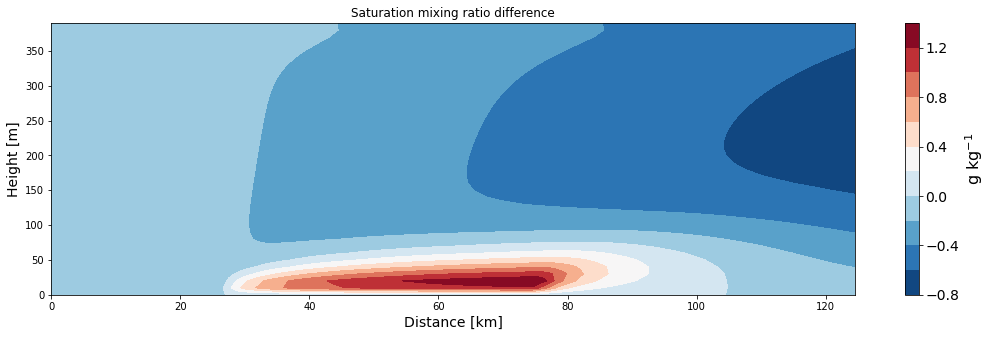 Saturation mixing ratio difference
Height [m]
350
300
250
200
150
100
50
0
0 20 40 60 80 100 120
Distance [km]
1.2
0.8
0.4
0.0
−0.4
−0.8
g kg⁻¹